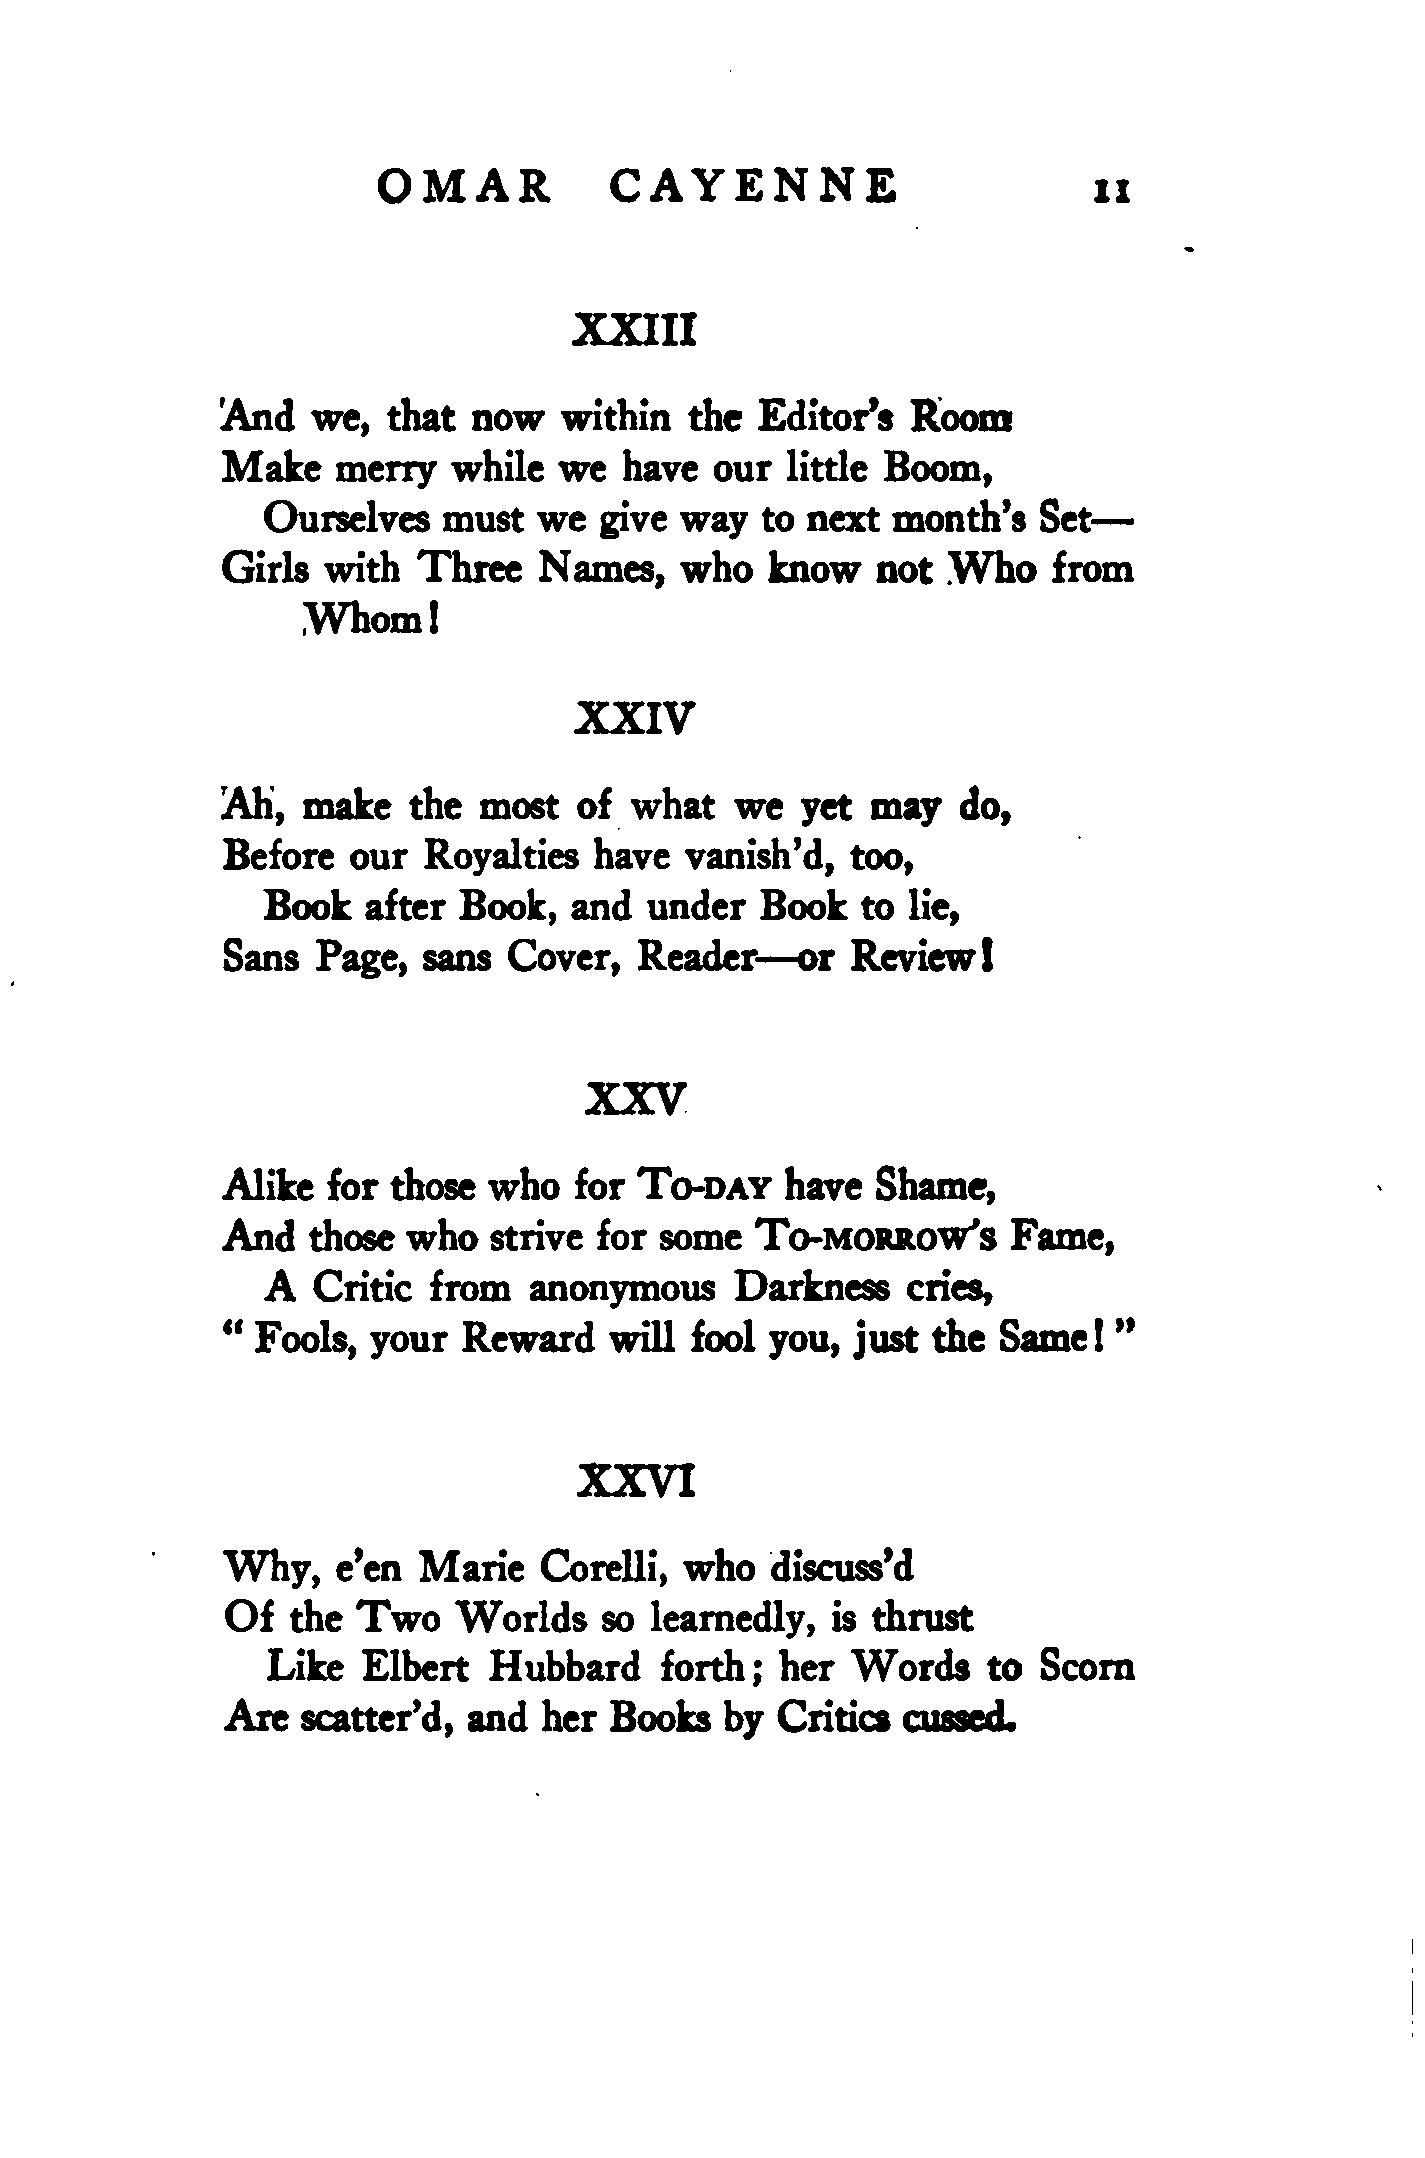 OMAR CAYENNE 11
XXIII
And we, that now within the Editor's Room
Make merry while we have our little Boom,
Ourselves must we give way to next month's Set—
Girls with Three Names, who know not Who from
Whom!
XXIV
Ah, make the most of what we yet may do,
Before our Royalties have vanish'd, too,
Book after Book, and under Book to lie,
Sans Page, sans Cover, Reader—or Review!
XXV
Alike for those who for TO-DAY have Shame,
And those who strive for some TO-MORROW'S Fame,
A Critic from anonymous Darkness cries,
"Fools, your Reward will fool you, just the Same!"
XXVI
Why, e'en Marie Corelli, who discuss'd
Of the Two Worlds so learnedly, is thrust
Like Elbert Hubbard forth; her Words to Scorn
Are scatter'd, and her Books by Critics cussed.